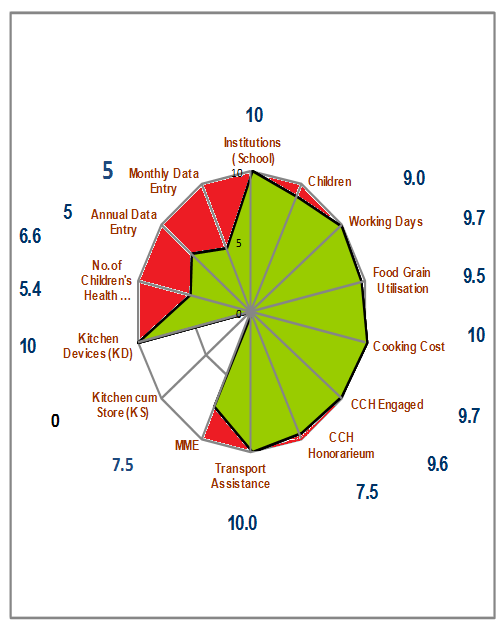 10
Institutions
(School)
10
5
0
Children
9.0
Working Days
9.7
Food Grain
Utilisation
9.5
Cooking Cost
10
CCH Engaged
9.7
CCH
Honorarieum
9.6
7.5
Transport
Assistance
10.0
MME
7.5
Kitchen cum
Store (KS)
0
Kitchen
Devices (KD)
10
No.of
Children's
Health ...
5.4
Annual Data
Entry
6.6
5
Monthly Data
Entry
5